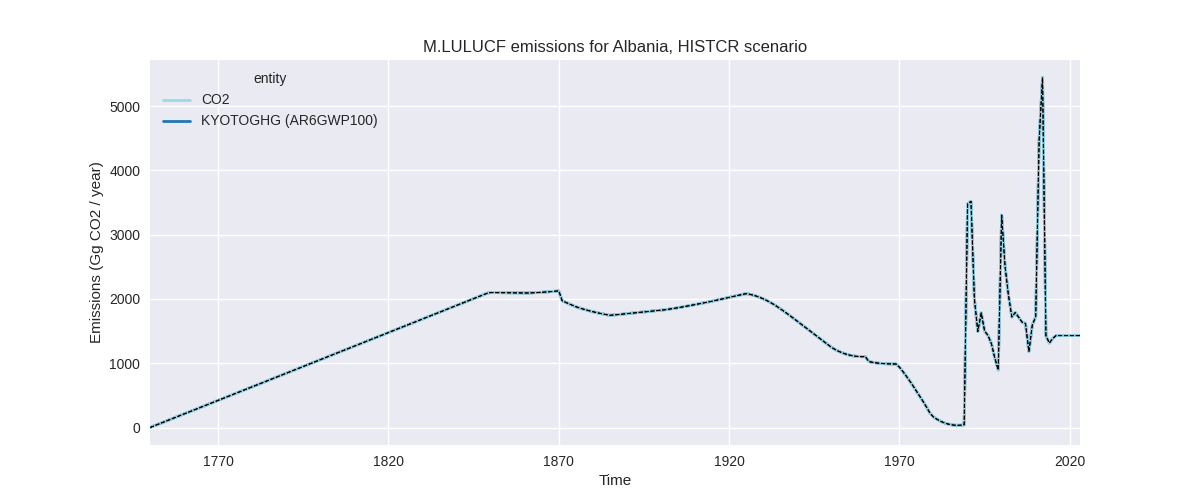 M.LULUCF emissions for Albania, HISTCR scenario
entity
CO2
KYOTOGHG (AR6GWP100)
Emissions (Gg CO2 / year)
5000
4000
3000
2000
1000
0
1770 1820 1870 1920 1970 2020
Time